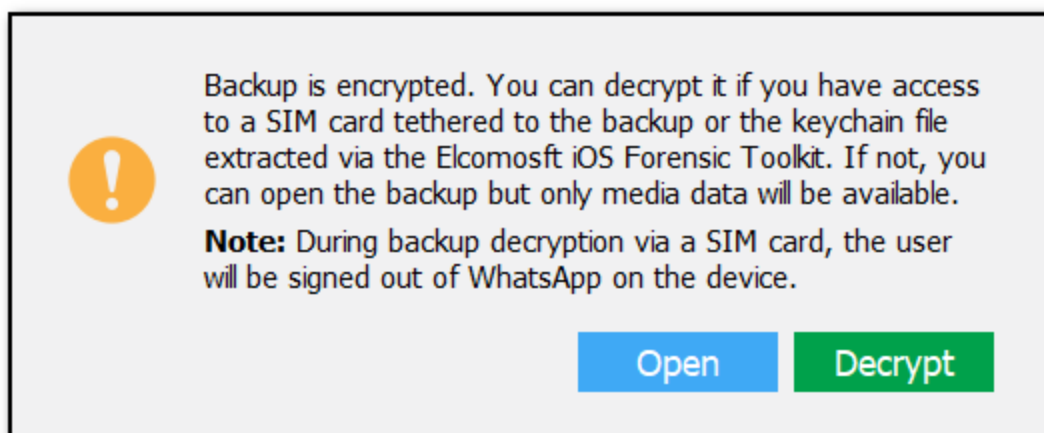 Backup is encrypted. You can decrypt it if you have access
to a SIM card tethered to the backup or the keychain file
extracted via the Elcomosft iOS Forensic Toolkit. If not, you
can open the backup but only media data will be available.
Note: During backup decryption via a SIM card, the user
will be signed out of WhatsApp on the device.
Open
Decrypt